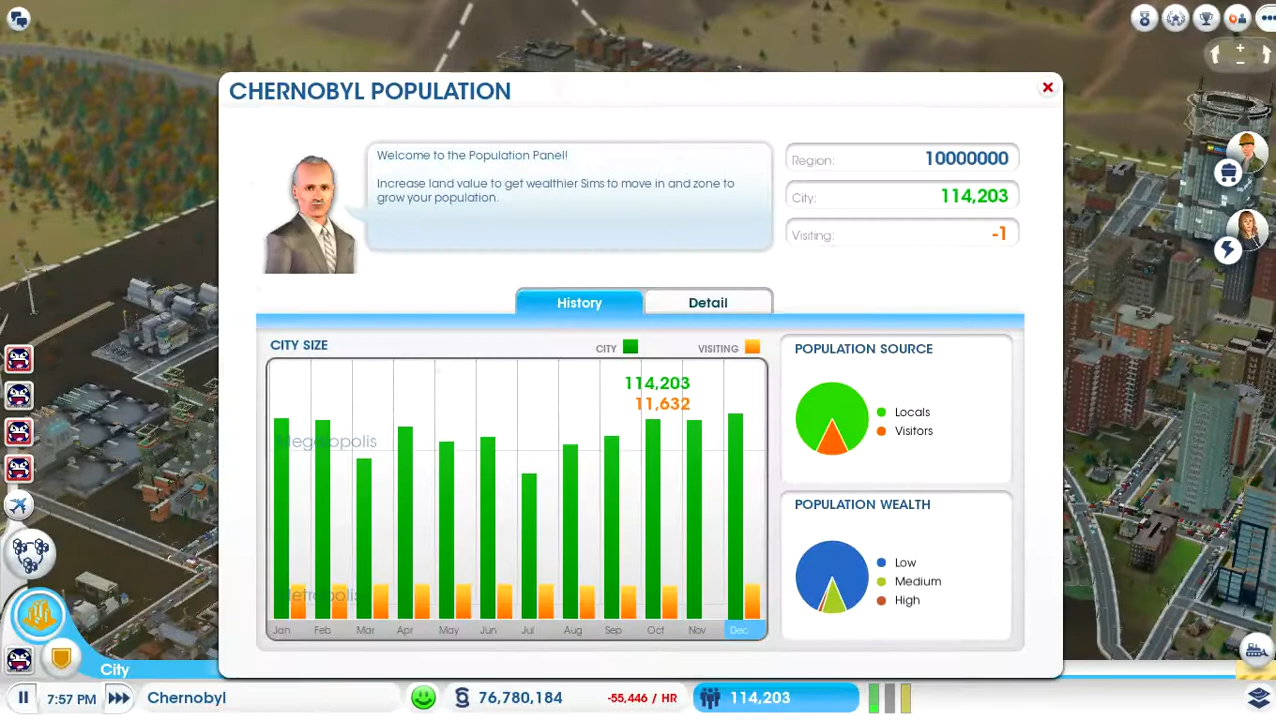 CHERNOBYL POPULATION
Welcome to the Population Panel!
Increase land value to get wealthier Sims to move in and zone to
grow your population.
Region: 10000000
City: 114,203
Visiting: -1
History Detail
CITY SIZE
CITY VISITING
114,203
11,632
Megalopolis
Metropolis
Jan Feb Mar Apr May Jun Jul Aug Sep Oct Nov Dec
POPULATION SOURCE
Locals
Visitors
POPULATION WEALTH
Low
Medium
High
City
7:57 PM Chernobyl 76,780,184 -55,446 / HR 114,203